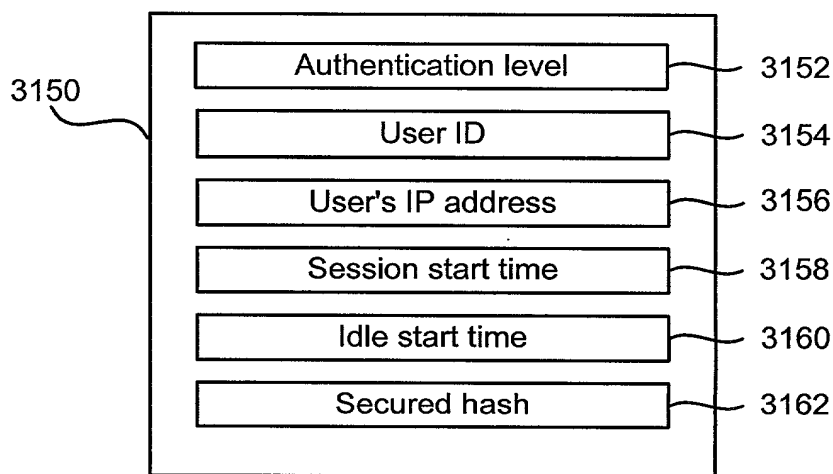 Authentication level 3152
3150
User ID 3154
User's IP address 3156
Session start time 3158
Idle start time 3160
Secured hash 3162